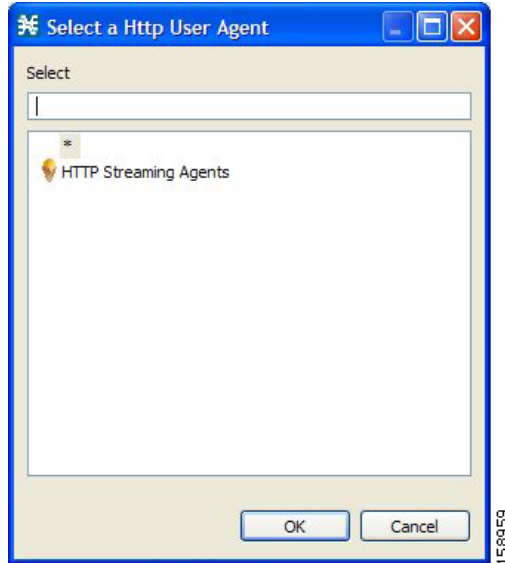 Select a Http User Agent
Select
*
HTTP Streaming Agents
OK Cancel
158959